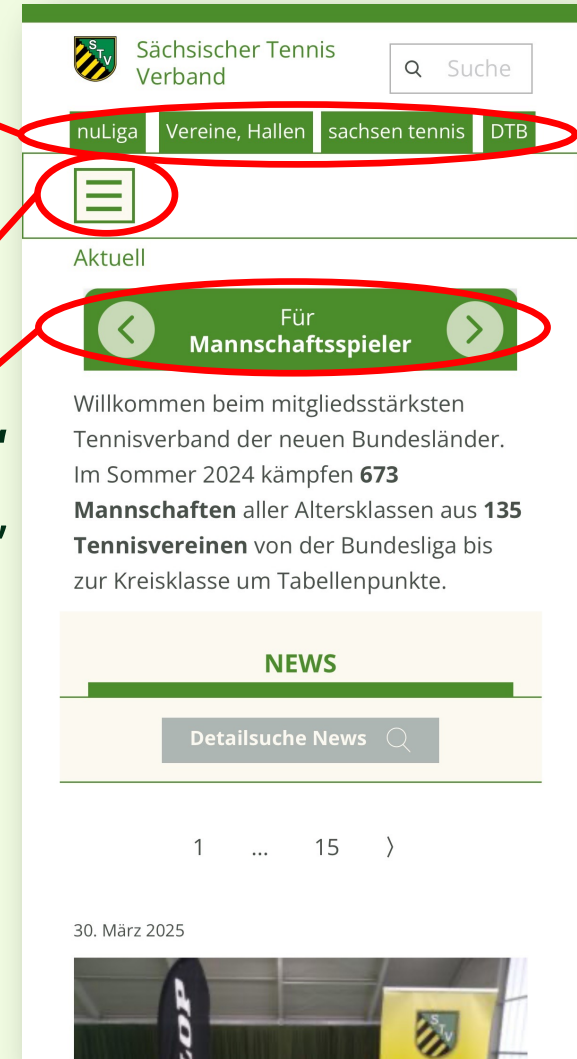 STV
Sächsischer Tennis
Verband
Suche
nuLiga Vereine, Hallen sachsen tennis DTB
Aktuell
Für
Mannschaftsspieler
Willkommen beim mitgliedsstärksten
Tennisverband der neuen Bundesländer.
Im Sommer 2024 kämpfen 673
Mannschaften aller Altersklassen aus 135
Tennisvereinen von der Bundesliga bis
zur Kreisklasse um Tabellenpunkte.
NEWS
Detailsuche News
1 ... 15 〉
30. März 2025
STV